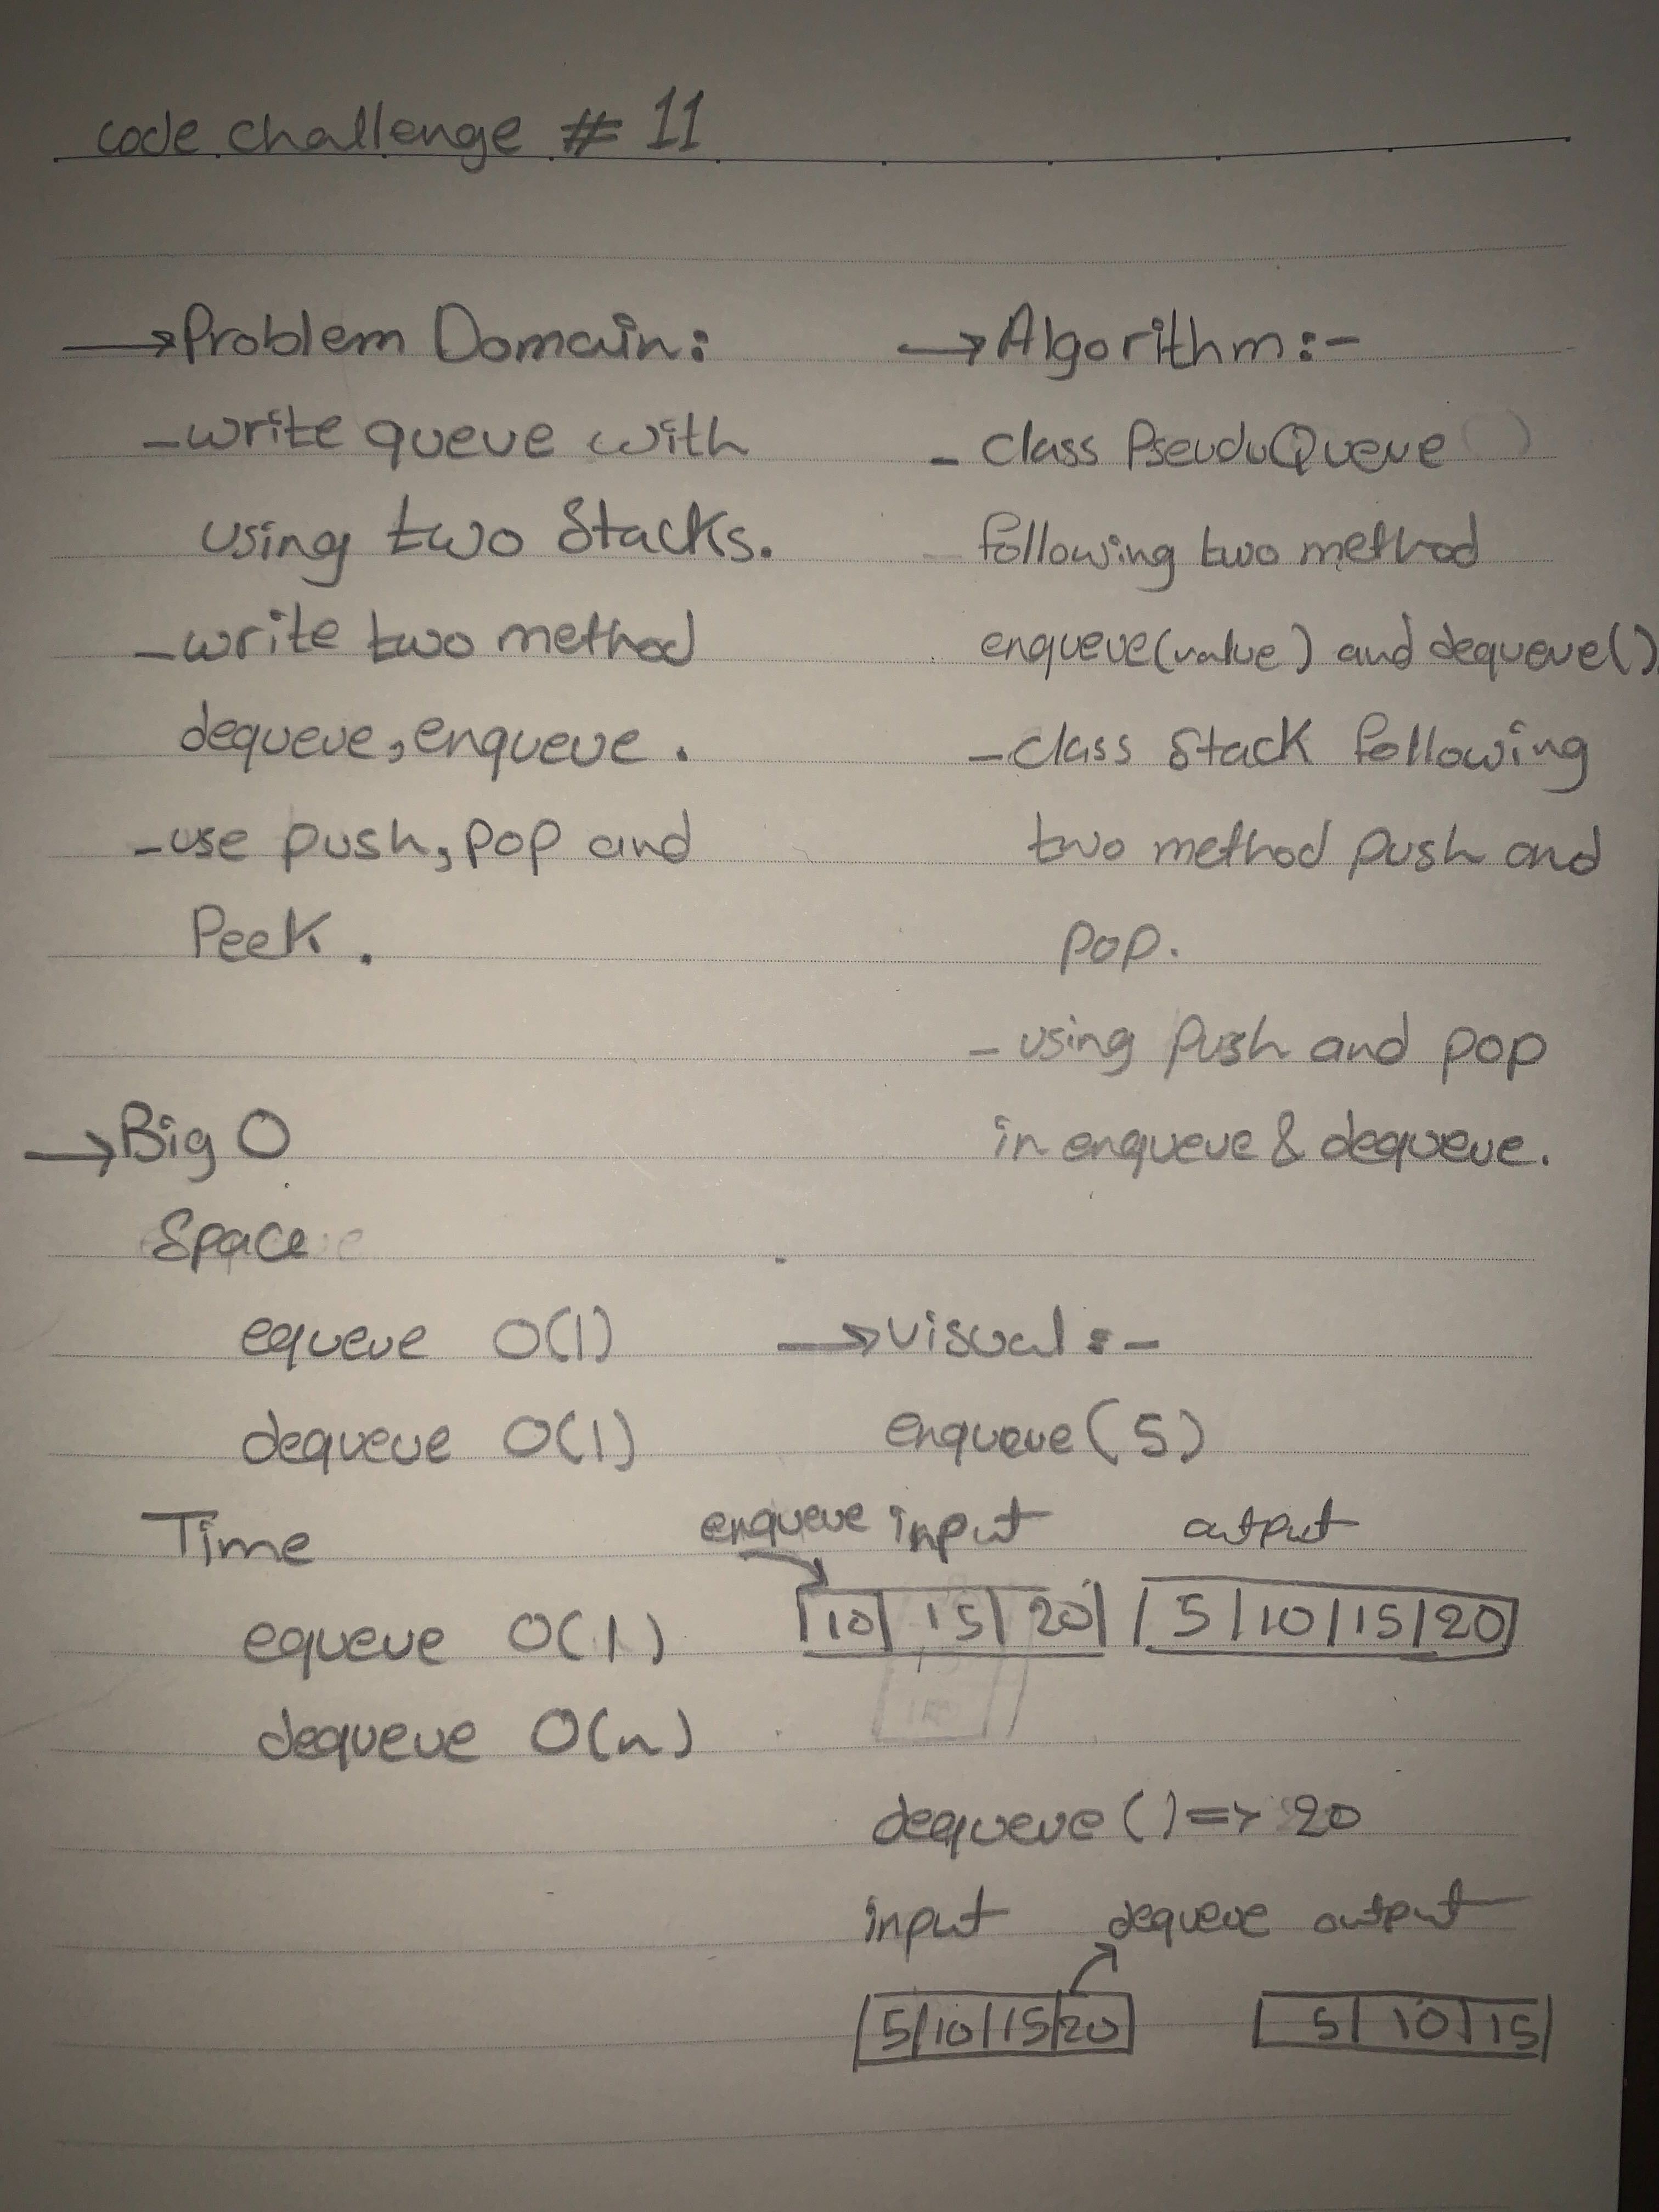 code challenge # 11
→Problem Domain:
-write queue with
using two Stacks.
-write two method
dequeue, enqueue.
-use push, pop and
Peek.
→Big O
Space
equeue O(1)
dequeue O(1)
Time
equeue O(1)
dequeue O(n)
→Algorithm:-
- class PseuduQueue ()
following two method
enqueue(value) and dequeue()
-class Stack following
two method push and
pop.
- using push and pop
in enqueue & dequeue.
→visual:-
enqueue(5)
enqueue input output
|10|15|20| |5|10|15|20|
dequeue()=> 20
input dequeue output
|5|10|15|20| |5|10|15|